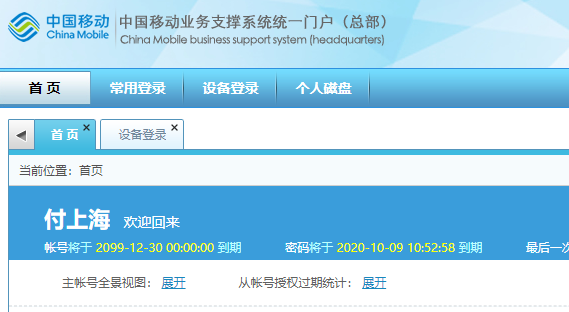 中国移动 中国移动业务支撑系统统一门户（总部）
China Mobile China Mobile business support system (headquarters)
首 页 常用登录 设备登录 个人磁盘
首 页 设备登录
当前位置：首页
付上海 欢迎回来
帐号将于 2099-12-30 00:00:00 到期 密码将于 2020-10-09 10:52:58 到期 最后一次
主帐号全景视图： 展开 从帐号授权过期统计： 展开